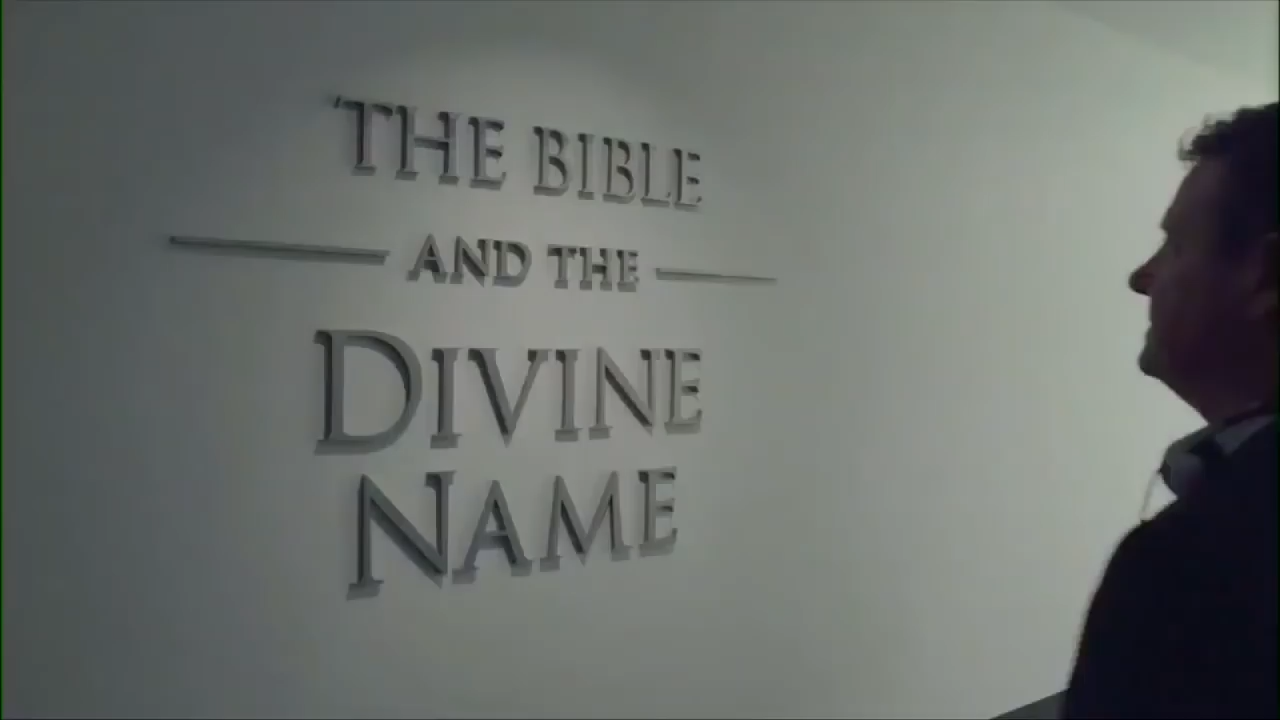 THE BIBLE
AND THE
DIVINE
NAME